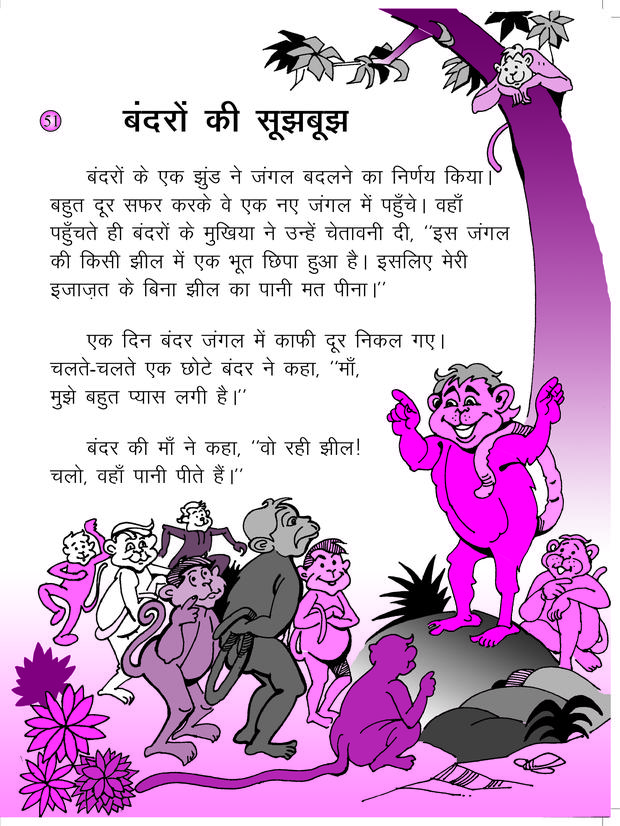 51
बंदरों की सूझबूझ
बंदरों के एक झुंड ने जंगल बदलने का निर्णय किया।
बहुत दूर सफर करके वे एक नए जंगल में पहुँचे। वहाँ
पहुँचते ही बंदरों के मुखिया ने उन्हें चेतावनी दी, ‘‘इस जंगल
की किसी झील में एक भूत छिपा हुआ है। इसलिए मेरी
इजाज़त के बिना झील का पानी मत पीना।’’
एक दिन बंदर जंगल में काफी दूर निकल गए।
चलते-चलते एक छोटे बंदर ने कहा, ‘‘माँ,
मुझे बहुत प्यास लगी है।’’
बंदर की माँ ने कहा, ‘‘वो रही झील!
चलो, वहाँ पानी पीते हैं।’’